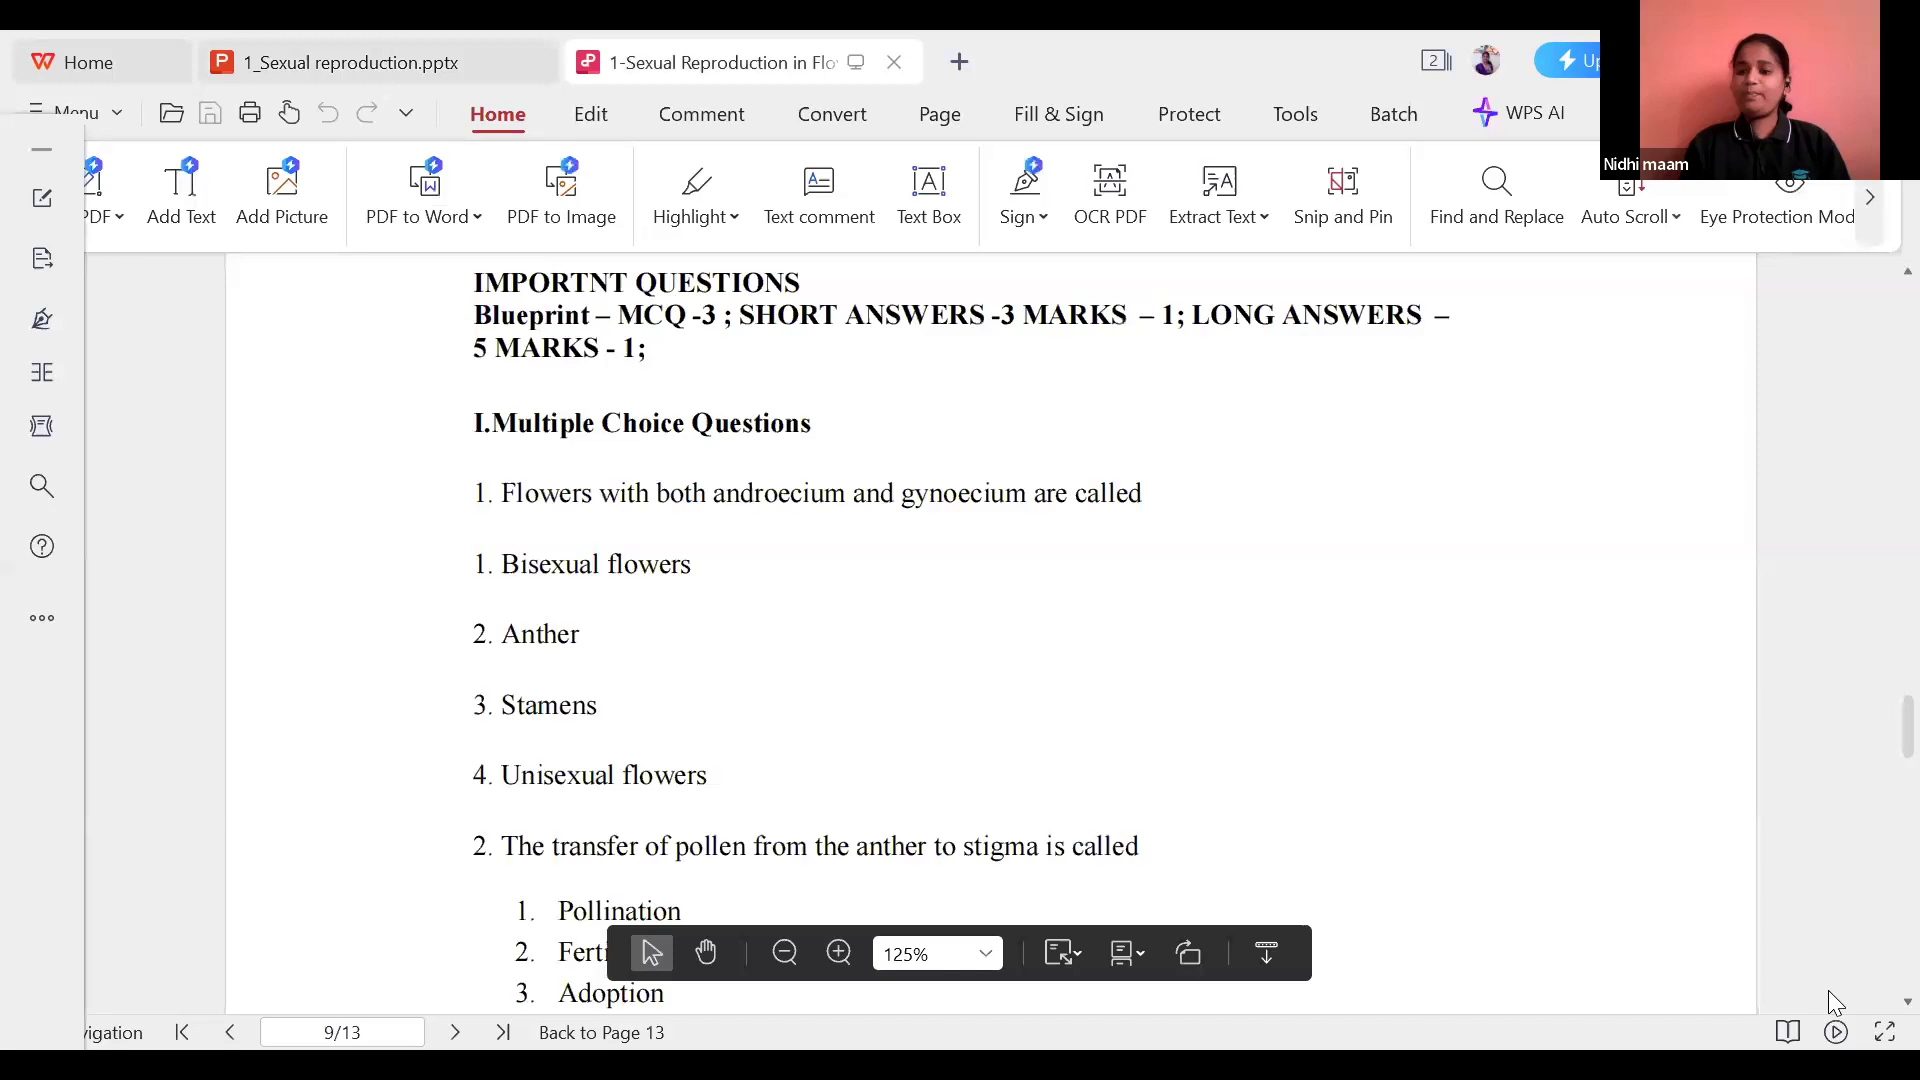 Home
1_Sexual reproduction.pptx
1-Sexual Reproduction in Flo
2
Menu
Home
Edit
Comment
Convert
Page
Fill & Sign
Protect
Tools
Batch
WPS AI
Nidhi maam
PDF
Add Text
Add Picture
PDF to Word
PDF to Image
Highlight
Text comment
Text Box
Sign
OCR PDF
Extract Text
Snip and Pin
Find and Replace
Auto Scroll
Eye Protection Mod
IMPORTNT QUESTIONS
Blueprint – MCQ -3 ; SHORT ANSWERS -3 MARKS – 1; LONG ANSWERS –
5 MARKS - 1;
I.Multiple Choice Questions
1. Flowers with both androecium and gynoecium are called
1. Bisexual flowers
2. Anther
3. Stamens
4. Unisexual flowers
2. The transfer of pollen from the anther to stigma is called
1. Pollination
2. Ferti
3. Adoption
125%
vigation
9/13
Back to Page 13